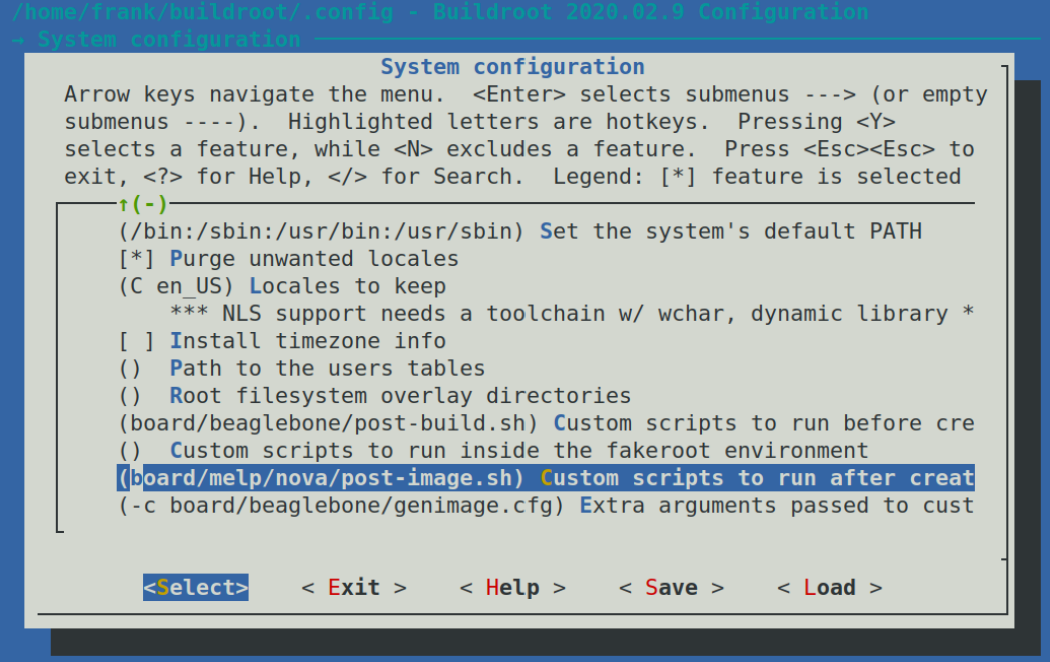 /home/frank/buildroot/.config - Buildroot 2020.02.9 Configuration
→ System configuration
System configuration
Arrow keys navigate the menu.  <Enter> selects submenus ---> (or empty
submenus ----).  Highlighted letters are hotkeys.  Pressing <Y>
selects a feature, while <N> excludes a feature.  Press <Esc><Esc> to
exit, <?> for Help, </> for Search.  Legend: [*] feature is selected
↑(-)
(/bin:/sbin:/usr/bin:/usr/sbin) Set the system's default PATH
[*] Purge unwanted locales
(C en_US) Locales to keep
*** NLS support needs a toolchain w/ wchar, dynamic library *
[ ] Install timezone info
()  Path to the users tables
()  Root filesystem overlay directories
(board/beaglebone/post-build.sh) Custom scripts to run before cre
()  Custom scripts to run inside the fakeroot environment
(board/melp/nova/post-image.sh) Custom scripts to run after creat
(-c board/beaglebone/genimage.cfg) Extra arguments passed to cust
<Select>    < Exit >    < Help >    < Save >    < Load >